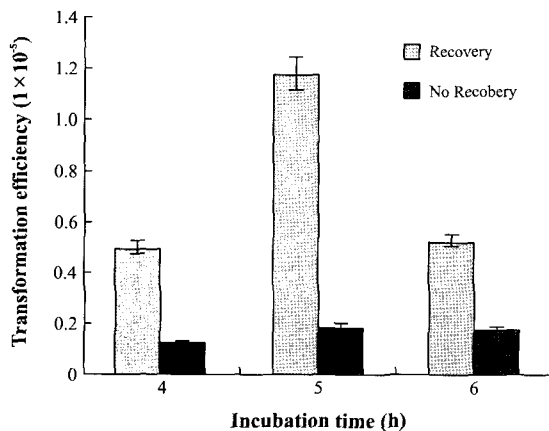 Transformation efficiency (1×10⁻⁵)
1.4
1.2
1.0
0.8
0.6
0.4
0.2
0
Recovery
No Recobery
4
5
6
Incubation time (h)